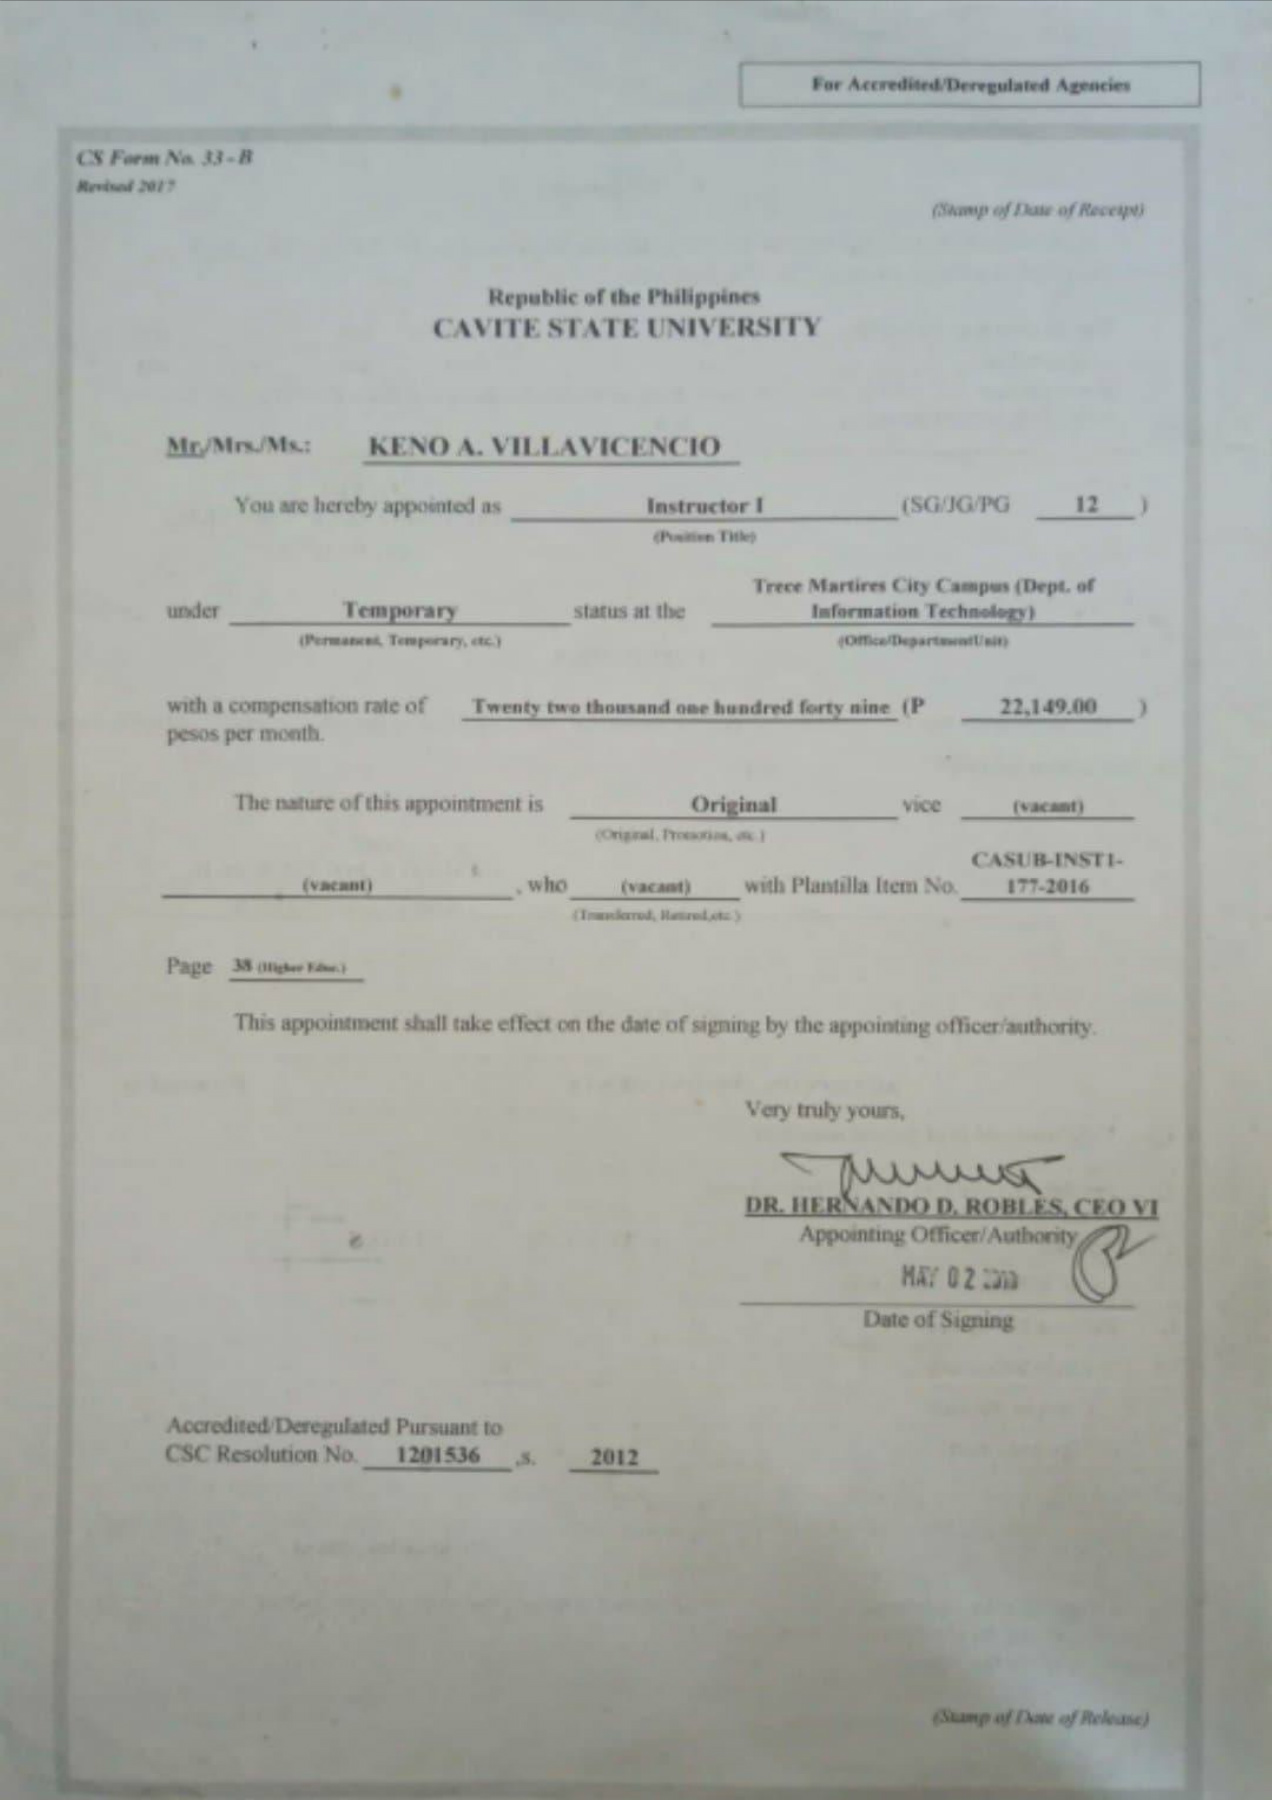 For Accredited/Deregulated Agencies
CS Form No. 33-B
Revised 2017
(Stamp of Date of Receipt)
Republic of the Philippines
CAVITE STATE UNIVERSITY
Mr./Mrs./Ms.: KENO A. VILLAVICENCIO
You are hereby appointed as Instructor I (SG/JG/PG 12 )
(Position Title)
Trece Martires City Campus (Dept. of
under Temporary status at the Information Technology)
(Permanent, Temporary, etc.) (Office/Department/Unit)
with a compensation rate of Twenty two thousand one hundred forty nine (P 22,149.00 )
pesos per month.
The nature of this appointment is Original vice (vacant)
(Original, Promotion, etc.)
CASUB-INST1-
(vacant) , who (vacant) with Plantilla Item No. 177-2016
(Transferred, Retired, etc.)
Page 38 (Higher Educ.)
This appointment shall take effect on the date of signing by the appointing officer/authority.
Very truly yours,
DR. HERNANDO D. ROBLES, CEO VI
Appointing Officer/Authority
MAY 02
Date of Signing
Accredited/Deregulated Pursuant to
CSC Resolution No. 1201536 ,s. 2012
(Stamp of Date of Release)